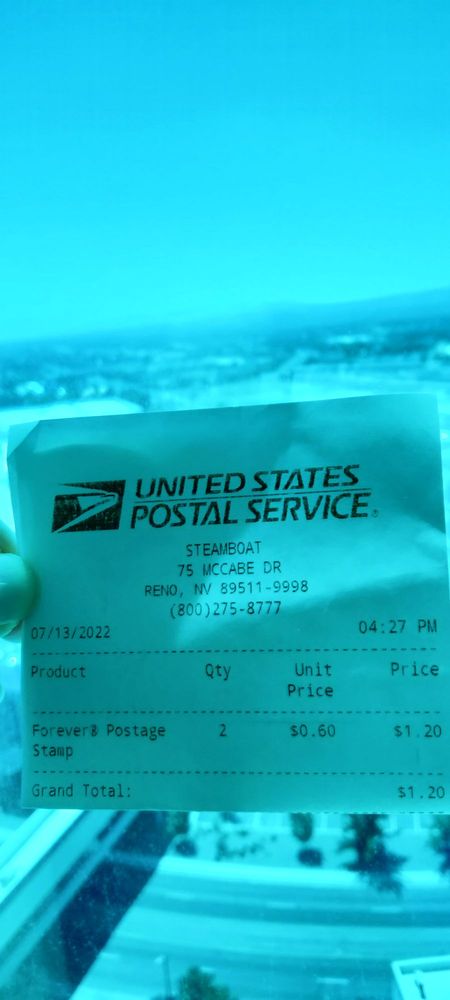 UNITED STATES
POSTAL SERVICE®
STEAMBOAT
75 MCCABE DR
RENO, NV 89511-9998
(800)275-8777
07/13/2022 04:27 PM
Product Qty Unit Price
Price
Forever® Postage 2 $0.60 $1.20
Stamp
Grand Total: $1.20